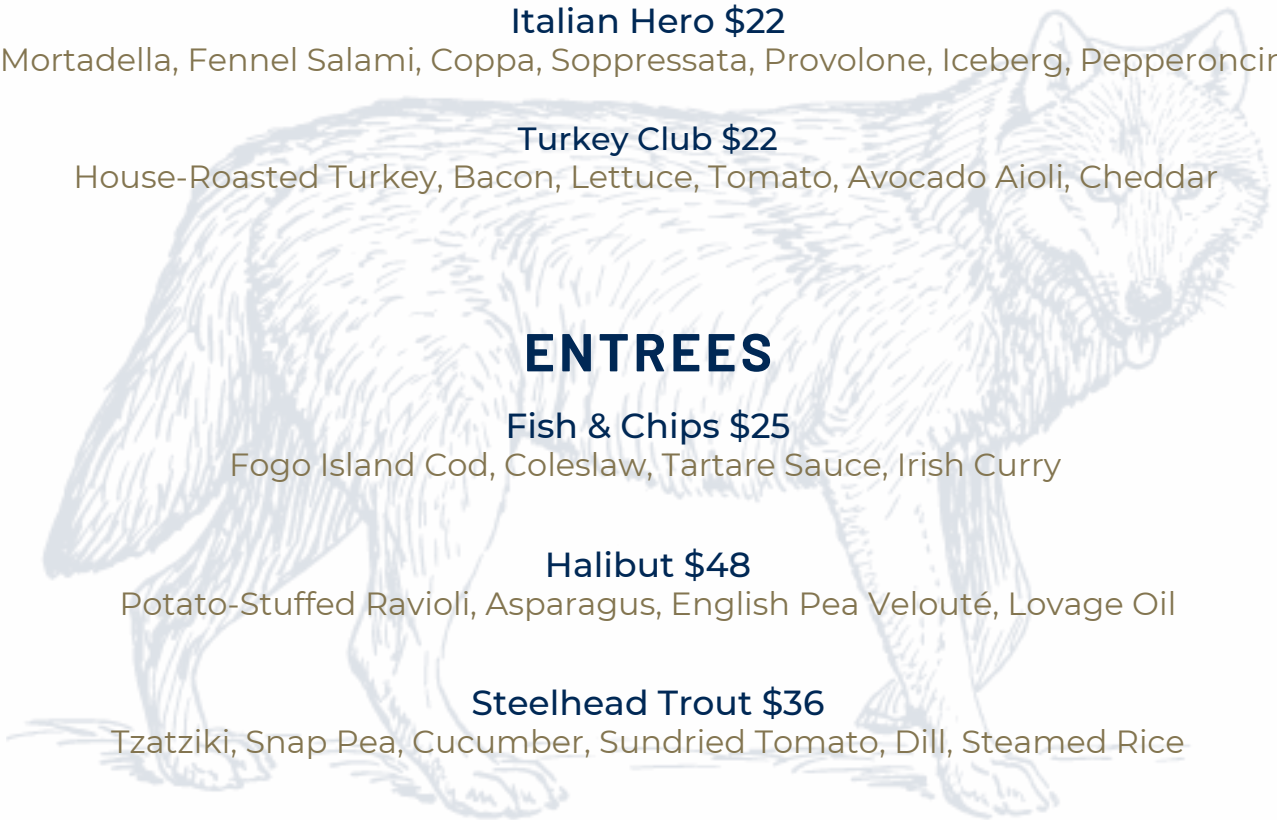 Italian Hero $22
Mortadella, Fennel Salami, Coppa, Soppressata, Provolone, Iceberg,
Turkey Club $22
House-Roasted Turkey, Bacon, Lettuce, Tomato, Avocado Aioli, Cheddar
ENTREES
Fish & Chips $25
Fogo Island Cod, Coleslaw, Tartare Sauce, Irish Curry
Halibut $48
Potato-Stuffed Ravioli, Asparagus, English Pea Velouté, Lovage Oil
Steelhead Trout $36
Tzatziki, Snap Pea, Cucumber, Sundried Tomato, Dill, Steamed Rice